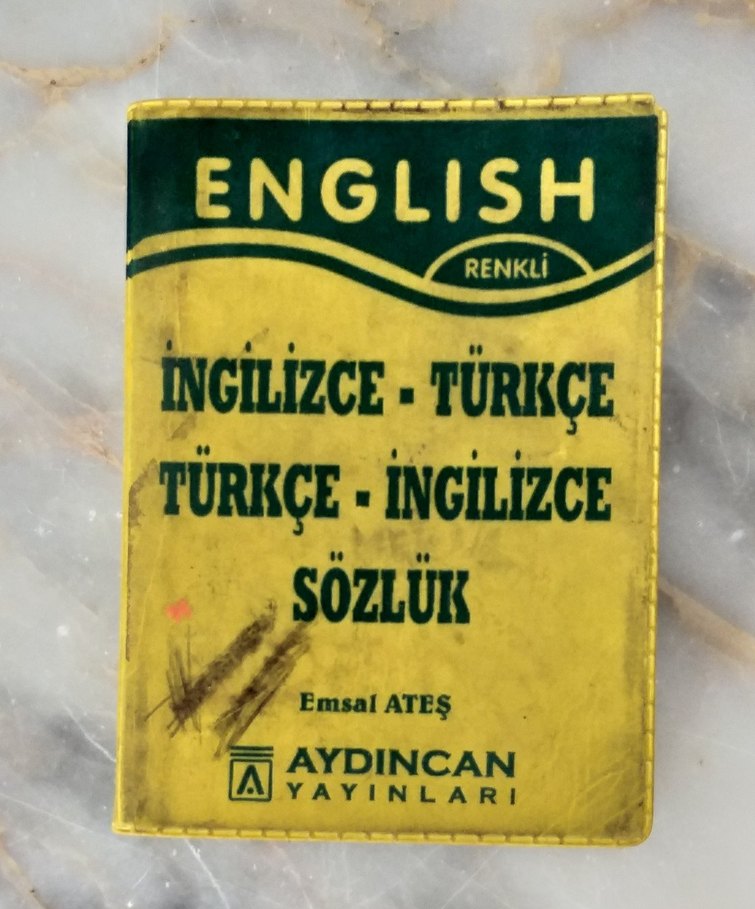 ENGLISH
RENKLİ
İNGİLİZCE - TÜRKÇE
TÜRKÇE - İNGİLİZCE
SÖZLÜK
Emsal ATEŞ
AYDINCAN
YAYINLARI